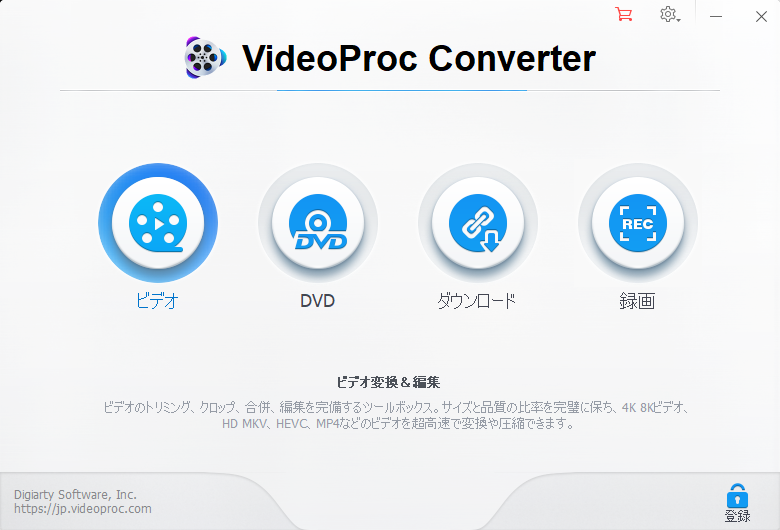 VideoProc Converter
DVD
REC
ビデオ
DVD
ダウンロード
録画
ビデオ変換＆編集
ビデオのトリミング、クロップ、合併、編集を完備するツールボックス。サイズと品質の比率を完璧に保ち、4K 8Kビデオ、
HD MKV、HEVC、MP4などのビデオを超高速で変換や圧縮できます。
Digiarty Software, Inc.
https://jp.videoproc.com
登録